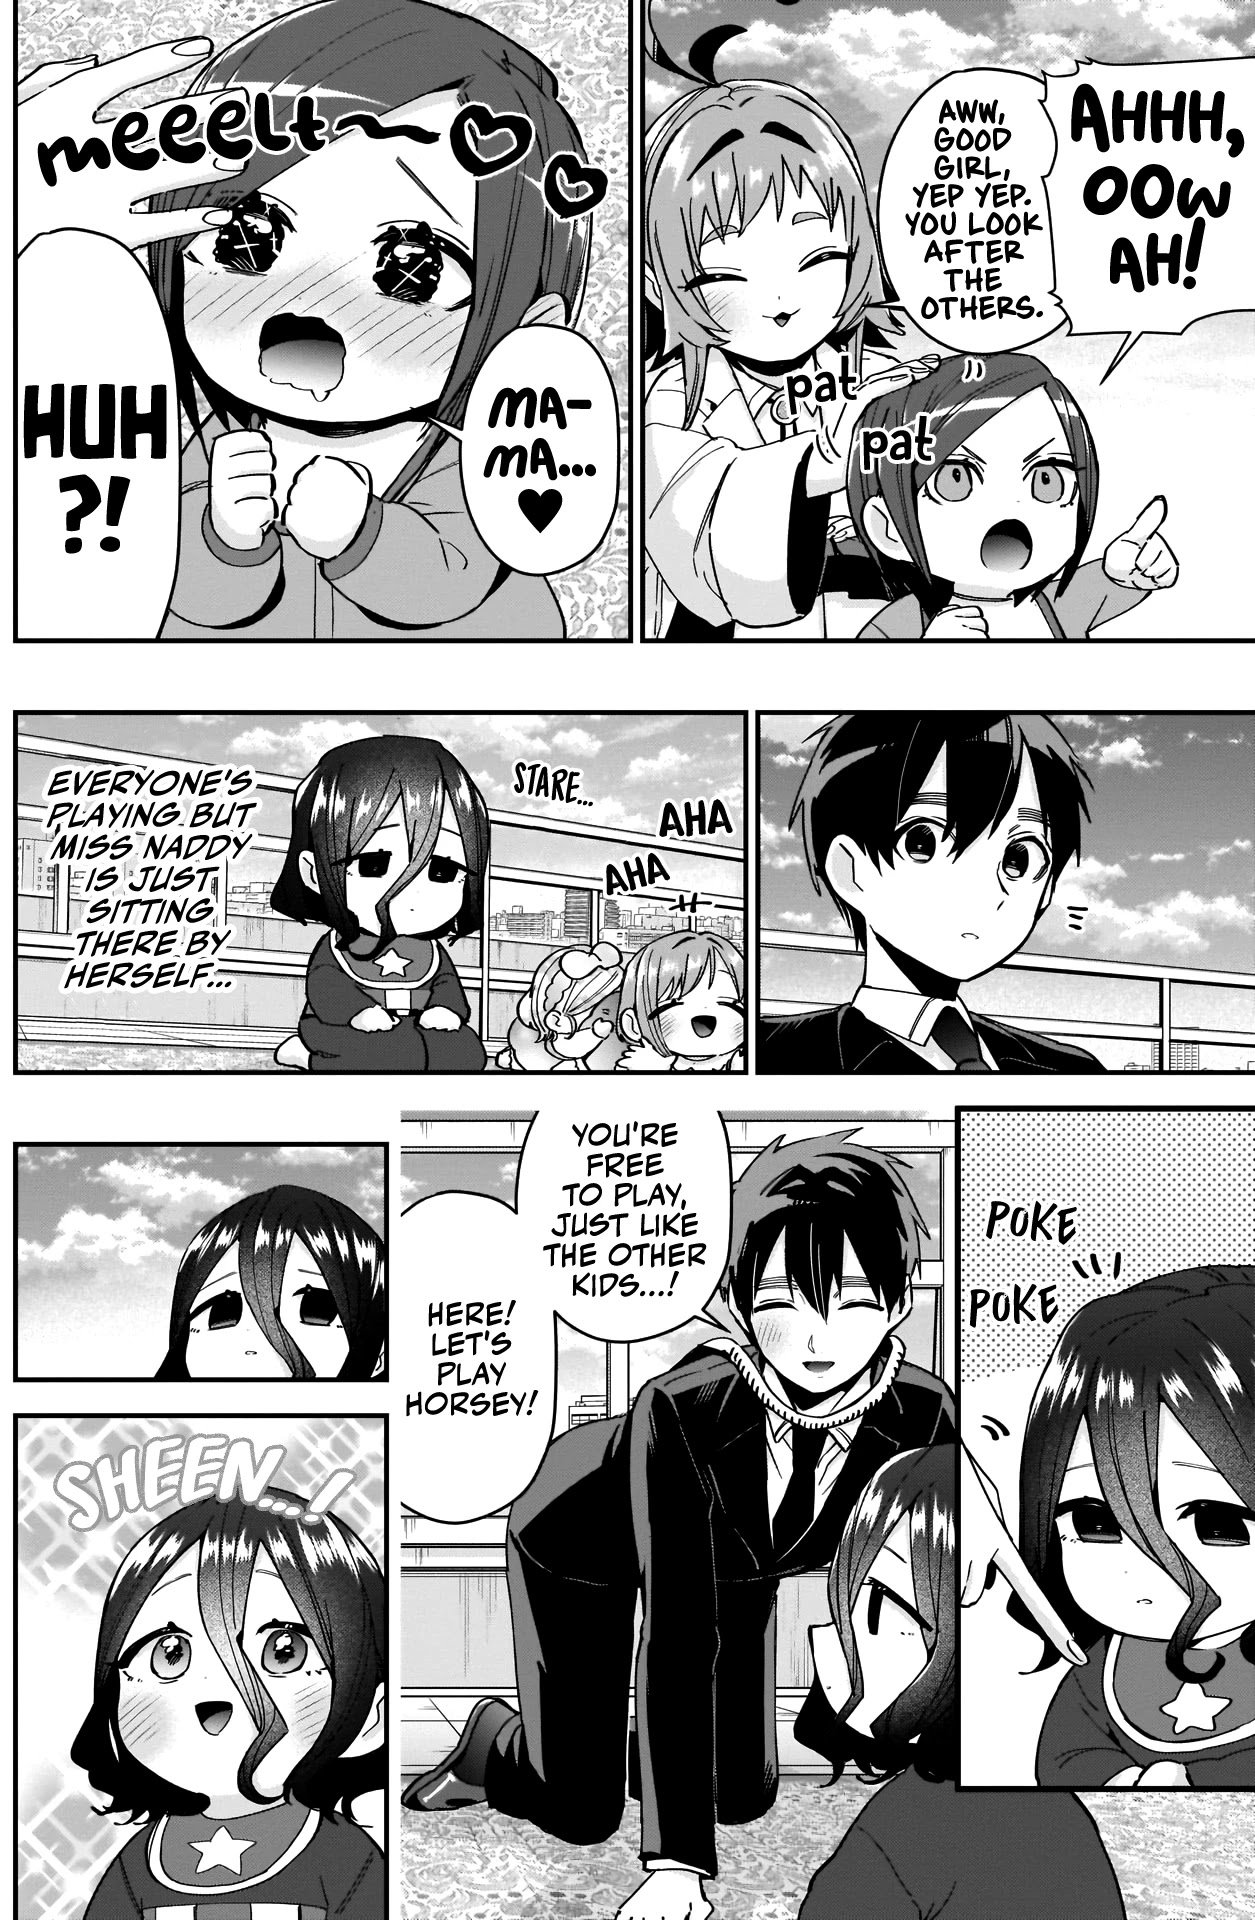 AHHH,
OOW
AH!
AWW,
GOOD
GIRL,
YEP YEP.
YOU LOOK
AFTER
THE
OTHERS.
pat
pat
meeelt~
MA-
MA...
♥
HUH
?!
STARE...
AHA
AHA
EVERYONE'S
PLAYING BUT
MISS NADDY
IS JUST
SITTING
THERE BY
HERSELF...
POKE
POKE
YOU'RE
FREE
TO PLAY,
JUST LIKE
THE OTHER
KIDS...!
HERE!
LET'S
PLAY
HORSEY!
SHEEN...!